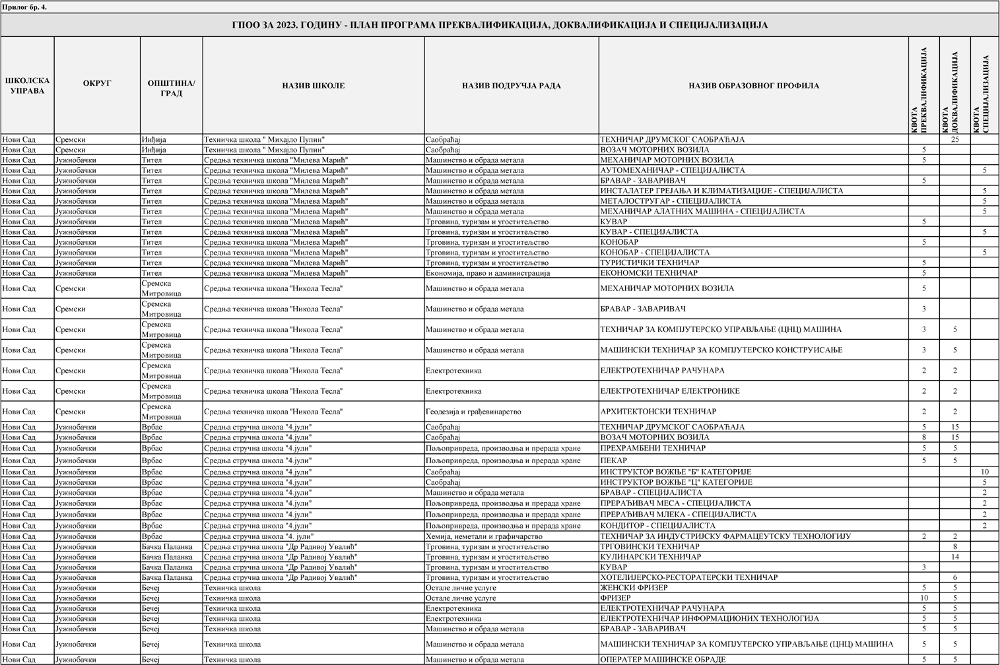 Прилог бр. 4.
ГПОО ЗА 2023. ГОДИНУ - ПЛАН ПРОГРАМА ПРЕКВАЛИФИКАЦИЈА, ДОКВАЛИФИКАЦИЈА И СПЕЦИЈАЛИЗАЦИЈА
ШКОЛСКА УПРАВА ОКРУГ ОПШТИНА/ ГРАД НАЗИВ ШКОЛЕ НАЗИВ ПОДРУЧЈА РАДА НАЗИВ ОБРАЗОВНОГ ПРОФИЛА КВОТА ПРЕКВАЛИФИКАЦИЈА КВОТА ДОКВАЛИФИКАЦИЈА КВОТА СПЕЦИЈАЛИЗАЦИЈА
Нови Сад Сремски Инђија Техничка школа " Михајло Пупин" Саобраћај ТЕХНИЧАР ДРУМСКОГ САОБРАЋАЈА 25
Нови Сад Сремски Инђија Техничка школа " Михајло Пупин" Саобраћај ВОЗАЧ МОТОРНИХ ВОЗИЛА 5
Нови Сад Јужнобачки Тител Средња техничка школа "Милева Марић" Машинство и обрада метала МЕХАНИЧАР МОТОРНИХ ВОЗИЛА 5
Нови Сад Јужнобачки Тител Средња техничка школа "Милева Марић" Машинство и обрада метала АУТОМЕХАНИЧАР - СПЕЦИЈАЛИСТА 5
Нови Сад Јужнобачки Тител Средња техничка школа "Милева Марић" Машинство и обрада метала БРАВАР - ЗАВАРИВАЧ 5
Нови Сад Јужнобачки Тител Средња техничка школа "Милева Марић" Машинство и обрада метала ИНСТАЛАТЕР ГРЕЈАЊА И КЛИМАТИЗАЦИЈЕ - СПЕЦИЈАЛИСТА 5
Нови Сад Јужнобачки Тител Средња техничка школа "Милева Марић" Машинство и обрада метала МЕТАЛОСТРУГАР - СПЕЦИЈАЛИСТА 5
Нови Сад Јужнобачки Тител Средња техничка школа "Милева Марић" Машинство и обрада метала МЕХАНИЧАР АЛАТНИХ МАШИНА - СПЕЦИЈАЛИСТА 5
Нови Сад Јужнобачки Тител Средња техничка школа "Милева Марић" Трговина, туризам и угоститељство КУВАР 5
Нови Сад Јужнобачки Тител Средња техничка школа "Милева Марић" Трговина, туризам и угоститељство КУВАР - СПЕЦИЈАЛИСТА 5
Нови Сад Јужнобачки Тител Средња техничка школа "Милева Марић" Трговина, туризам и угоститељство КОНОБАР 5
Нови Сад Јужнобачки Тител Средња техничка школа "Милева Марић" Трговина, туризам и угоститељство КОНОБАР - СПЕЦИЈАЛИСТА 5
Нови Сад Јужнобачки Тител Средња техничка школа "Милева Марић" Трговина, туризам и угоститељство ТУРИСТИЧКИ ТЕХНИЧАР 5
Нови Сад Јужнобачки Тител Средња техничка школа "Милева Марић" Економија, право и администрација ЕКОНОМСКИ ТЕХНИЧАР 5
Нови Сад Сремски Сремска Митровица Средња техничка школа "Никола Тесла" Машинство и обрада метала МЕХАНИЧАР МОТОРНИХ ВОЗИЛА 5
Нови Сад Сремски Сремска Митровица Средња техничка школа "Никола Тесла" Машинство и обрада метала БРАВАР - ЗАВАРИВАЧ 3
Нови Сад Сремски Сремска Митровица Средња техничка школа "Никола Тесла" Машинство и обрада метала ТЕХНИЧАР ЗА КОМПЈУТЕРСКО УПРАВЉАЊЕ (ЦНЦ) МАШИНА 3 5
Нови Сад Сремски Сремска Митровица Средња техничка школа "Никола Тесла" Машинство и обрада метала МАШИНСКИ ТЕХНИЧАР ЗА КОМПЈУТЕРСКО КОНСТРУИСАЊЕ 3 5
Нови Сад Сремски Сремска Митровица Средња техничка школа "Никола Тесла" Електротехника ЕЛЕКТРОТЕХНИЧАР РАЧУНАРА 2 2
Нови Сад Сремски Сремска Митровица Средња техничка школа "Никола Тесла" Електротехника ЕЛЕКТРОТЕХНИЧАР ЕЛЕКТРОНИКЕ 2 2
Нови Сад Сремски Сремска Митровица Средња техничка школа "Никола Тесла" Геодезија и грађевинарство АРХИТЕКТОНСКИ ТЕХНИЧАР 2 2
Нови Сад Јужнобачки Врбас Средња стручна школа "4.јули" Саобраћај ТЕХНИЧАР ДРУМСКОГ САОБРАЋАЈА 5 15
Нови Сад Јужнобачки Врбас Средња стручна школа "4.јули" Саобраћај ВОЗАЧ МОТОРНИХ ВОЗИЛА 8 15
Нови Сад Јужнобачки Врбас Средња стручна школа "4.јули" Пољопривреда, производња и прерада хране ПРЕХРАМБЕНИ ТЕХНИЧАР 5 5
Нови Сад Јужнобачки Врбас Средња стручна школа "4.јули" Пољопривреда, производња и прерада хране ПЕКАР 5 5
Нови Сад Јужнобачки Врбас Средња стручна школа "4.јули" Саобраћај ИНСТРУКТОР ВОЖЊЕ "Б" КАТЕГОРИЈЕ 10
Нови Сад Јужнобачки Врбас Средња стручна школа "4.јули" Саобраћај ИНСТРУКТОР ВОЖЊЕ "Ц" КАТЕГОРИЈЕ 5
Нови Сад Јужнобачки Врбас Средња стручна школа "4.јули" Машинство и обрада метала БРАВАР - СПЕЦИЈАЛИСТА 2
Нови Сад Јужнобачки Врбас Средња стручна школа "4.јули" Пољопривреда, производња и прерада хране ПРЕРАЂИВАЧ МЕСА - СПЕЦИЈАЛИСТА 2
Нови Сад Јужнобачки Врбас Средња стручна школа "4.јули" Пољопривреда, производња и прерада хране ПРЕРАЂИВАЧ МЛЕКА - СПЕЦИЈАЛИСТА 2
Нови Сад Јужнобачки Врбас Средња стручна школа "4.јули" Пољопривреда, производња и прерада хране КОНДИТОР - СПЕЦИЈАЛИСТА 2
Нови Сад Јужнобачки Врбас Средња стручна школа "4. јули" Хемија, неметали и графичарство ТЕХНИЧАР ЗА ИНДУСТРИЈСКУ ФАРМАЦЕУТСКУ ТЕХНОЛОГИЈУ 2 2
Нови Сад Јужнобачки Бачка Паланка Средња стручна школа "Др Радивој Увалић" Трговина, туризам и угоститељство ТРГОВИНСКИ ТЕХНИЧАР 8
Нови Сад Јужнобачки Бачка Паланка Средња стручна школа "Др Радивој Увалић" Трговина, туризам и угоститељство КУЛИНАРСКИ ТЕХНИЧАР 14
Нови Сад Јужнобачки Бачка Паланка Средња стручна школа "Др Радивој Увалић" Трговина, туризам и угоститељство КУВАР 3
Нови Сад Јужнобачки Бачка Паланка Средња стручна школа "Др Радивој Увалић" Трговина, туризам и угоститељство ХОТЕЛИЈЕРСКО-РЕСТОРАТЕРСКИ ТЕХНИЧАР 6
Нови Сад Јужнобачки Бечеј Техничка школа Остале личне услуге ЖЕНСКИ ФРИЗЕР 5 5
Нови Сад Јужнобачки Бечеј Техничка школа Остале личне услуге ФРИЗЕР 10 5
Нови Сад Јужнобачки Бечеј Техничка школа Електротехника ЕЛЕКТРОТЕХНИЧАР РАЧУНАРА 5 5
Нови Сад Јужнобачки Бечеј Техничка школа Електротехника ЕЛЕКТРОТЕХНИЧАР ИНФОРМАЦИОНИХ ТЕХНОЛОГИЈА 5 5
Нови Сад Јужнобачки Бечеј Техничка школа Машинство и обрада метала БРАВАР - ЗАВАРИВАЧ 5 5
Нови Сад Јужнобачки Бечеј Техничка школа Машинство и обрада метала МАШИНСКИ ТЕХНИЧАР ЗА КОМПЈУТЕРСКО УПРАВЉАЊЕ (ЦНЦ) МАШИНА 5 5
Нови Сад Јужнобачки Бечеј Техничка школа Машинство и обрада метала ОПЕРАТЕР МАШИНСКЕ ОБРАДЕ 5 5